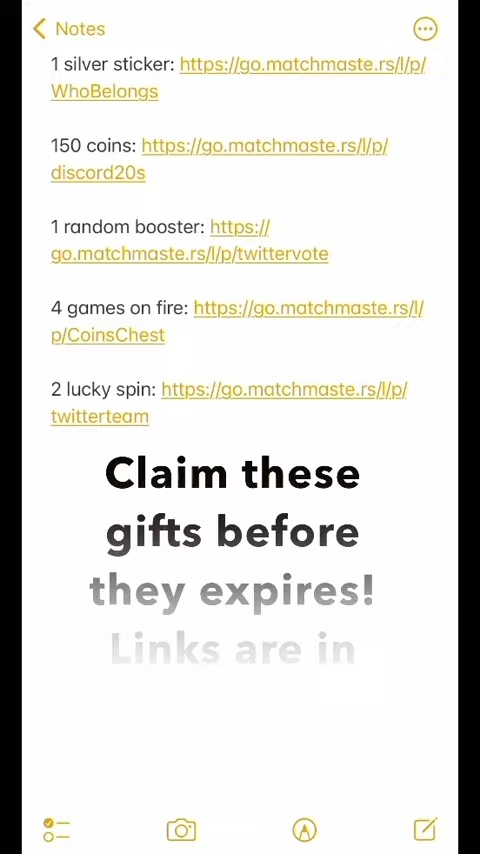 Notes
1 silver sticker: https://go.matchmaste.rs/l/p/
WhoBelongs
150 coins: https://go.matchmaste.rs/l/p/
discord20s
1 random booster: https://
go.matchmaste.rs/l/p/twittervote
4 games on fire: https://go.matchmaste.rs/l/
p/CoinsChest
2 lucky spin: https://go.matchmaste.rs/l/p/
twitterteam
Claim these
gifts before
they expires!
Links are in